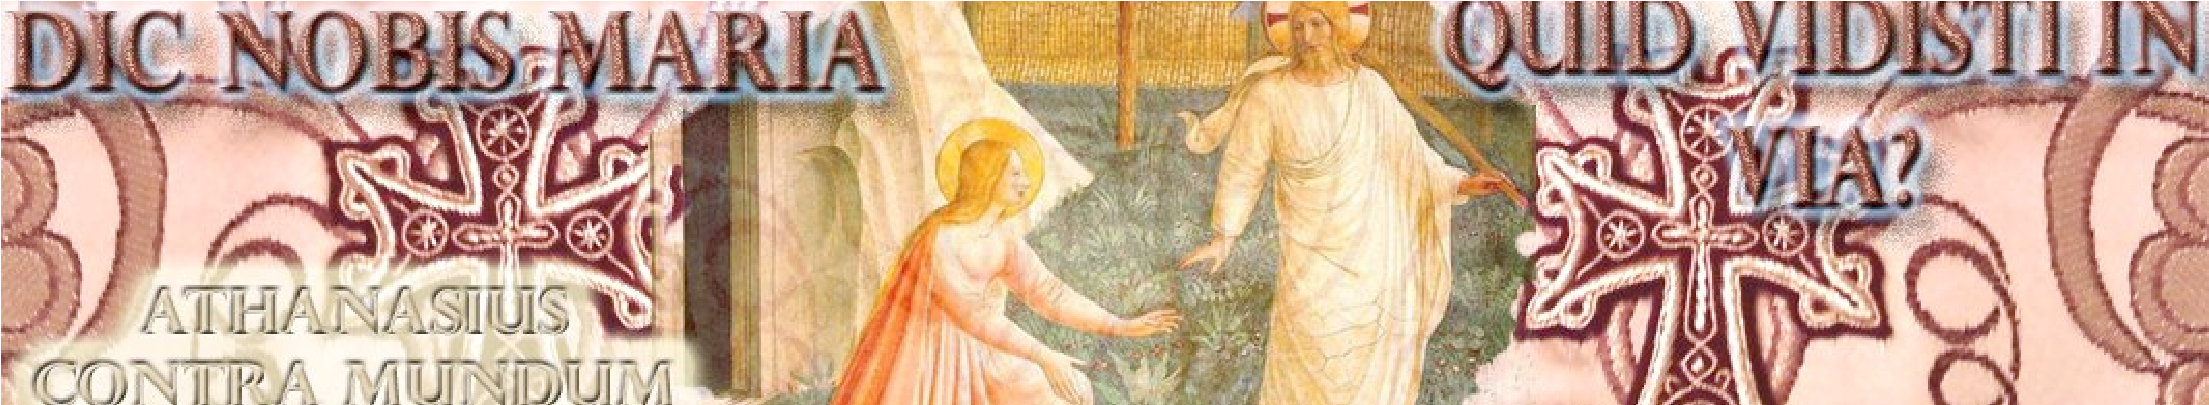 DIC NOBIS MARIA
QUID VIDISTI IN
VIA?
ATHANASIUS
CONTRA MUNDUM